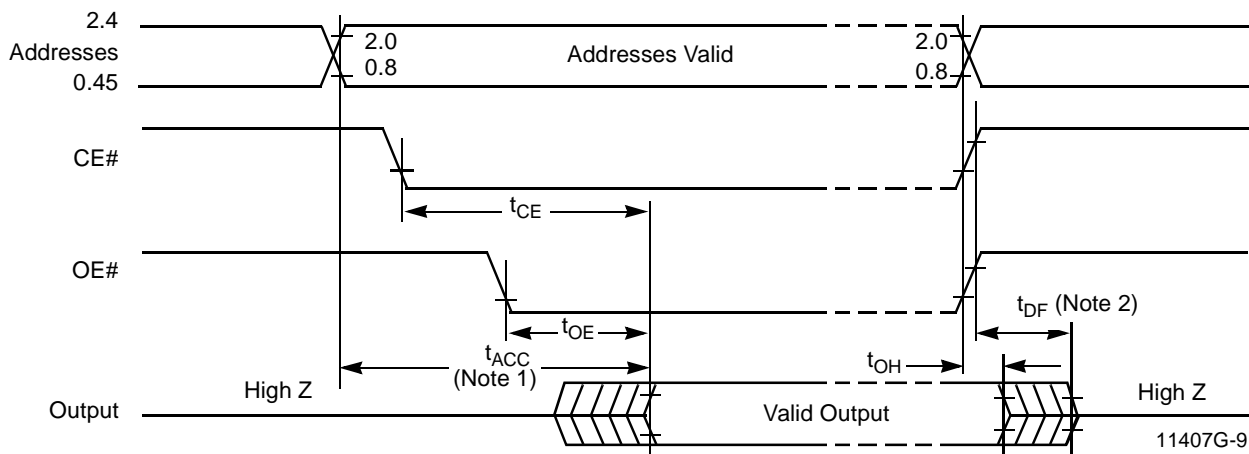 2.4
Addresses
0.45
2.0
0.8
Addresses Valid
2.0
0.8
CE#
tCE
OE#
tOE
tDF (Note 2)
tACC
(Note 1)
tOH
High Z
High Z
Output
Valid Output
11407G-9